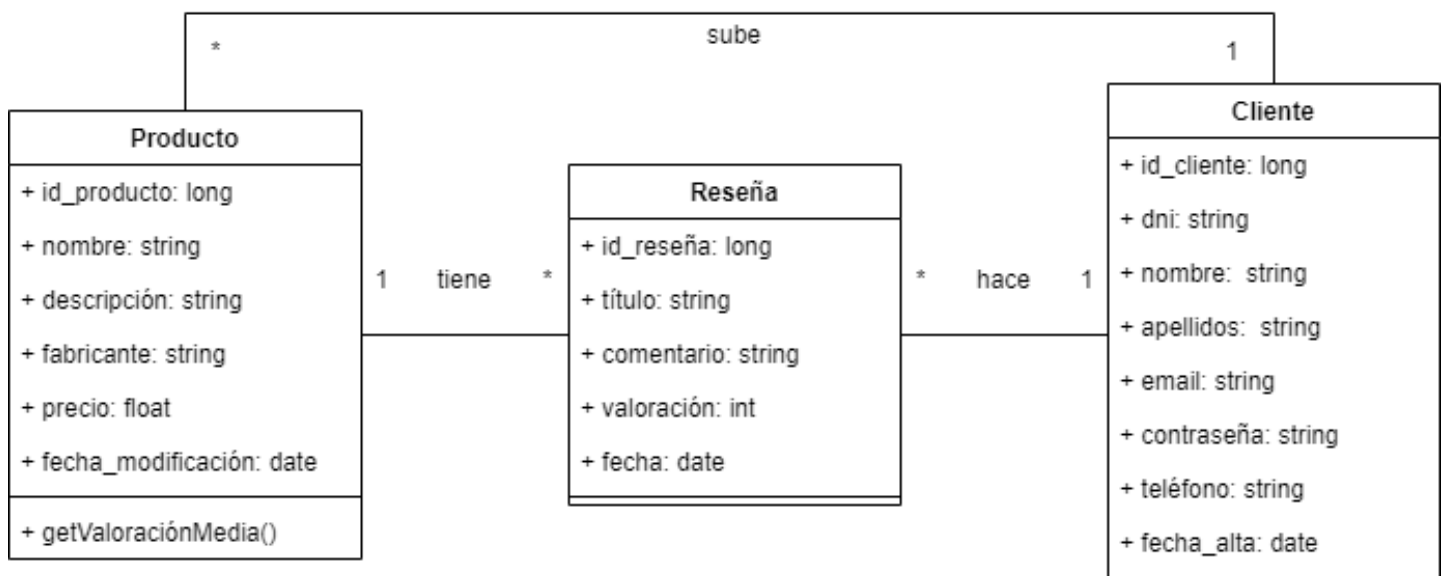 * sube 1
Producto
+ id_producto: long
+ nombre: string
+ descripción: string
+ fabricante: string
+ precio: float
+ fecha_modificación: date
+ getValoraciónMedia()
1 tiene *
Reseña
+ id_reseña: long
+ título: string
+ comentario: string
+ valoración: int
+ fecha: date
* hace 1
Cliente
+ id_cliente: long
+ dni: string
+ nombre:  string
+ apellidos:  string
+ email: string
+ contraseña: string
+ teléfono: string
+ fecha_alta: date